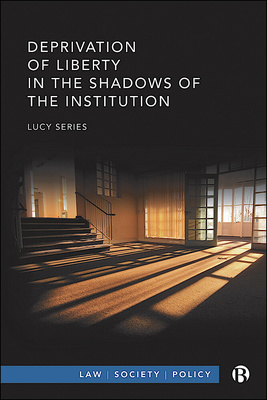 DEPRIVATION
OF LIBERTY
IN THE SHADOWS OF
THE INSTITUTION
LUCY SERIES
LAW | SOCIETY | POLICY
B